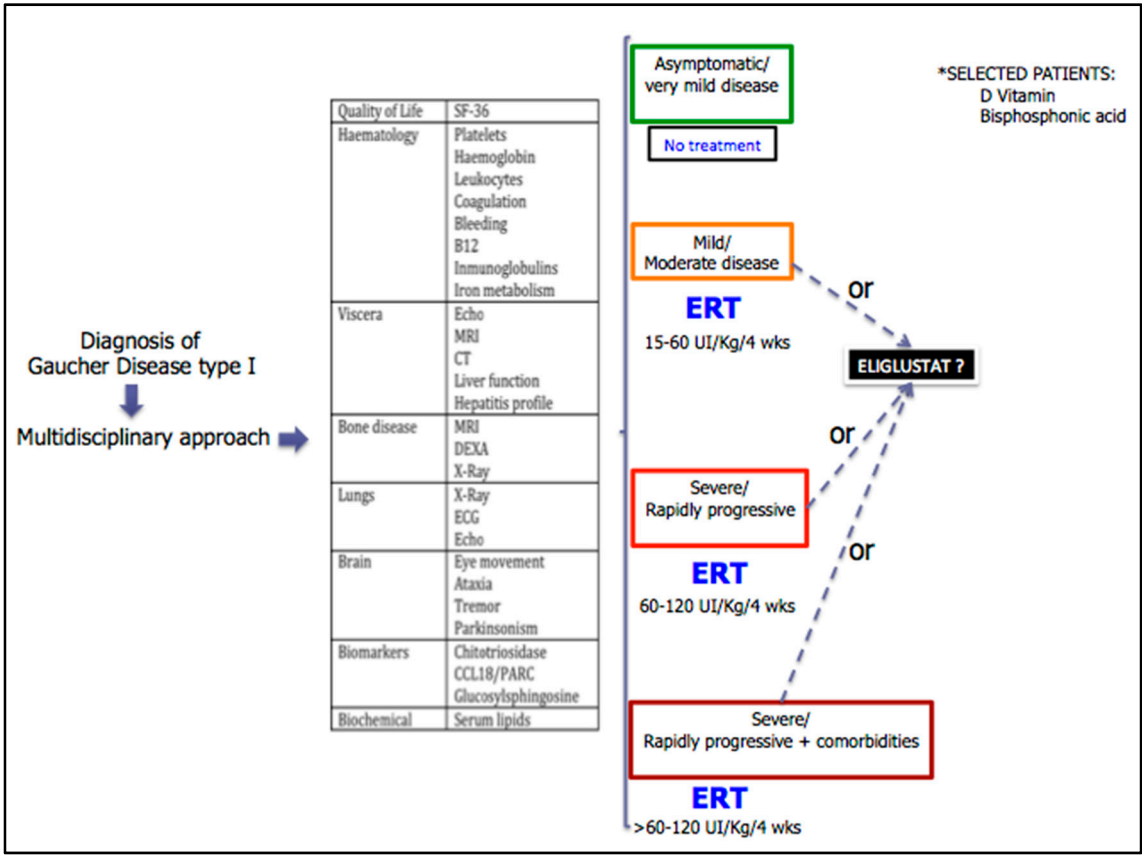 Diagnosis of
Gaucher Disease type I
Multidisciplinary approach
Quality of Life SF-36
Haematology Platelets
Haemoglobin
Leukocytes
Coagulation
Bleeding
B12
Inmunoglobulins
Iron metabolism
Viscera Echo
MRI
CT
Liver function
Hepatitis profile
Bone disease MRI
DEXA
X-Ray
Lungs X-Ray
ECG
Echo
Brain Eye movement
Ataxia
Tremor
Parkinsonism
Biomarkers Chitotriosidase
CCL18/PARC
Glucosylsphingosine
Biochemical Serum lipids
Asymptomatic/
very mild disease
No treatment
Mild/
Moderate disease
ERT
15-60 UI/Kg/4 wks
Severe/
Rapidly progressive
ERT
60-120 UI/Kg/4 wks
Severe/
Rapidly progressive + comorbidities
ERT
>60-120 UI/Kg/4 wks
or
or
or
ELIGLUSTAT ?
*SELECTED PATIENTS:
D Vitamin
Bisphosphonic acid